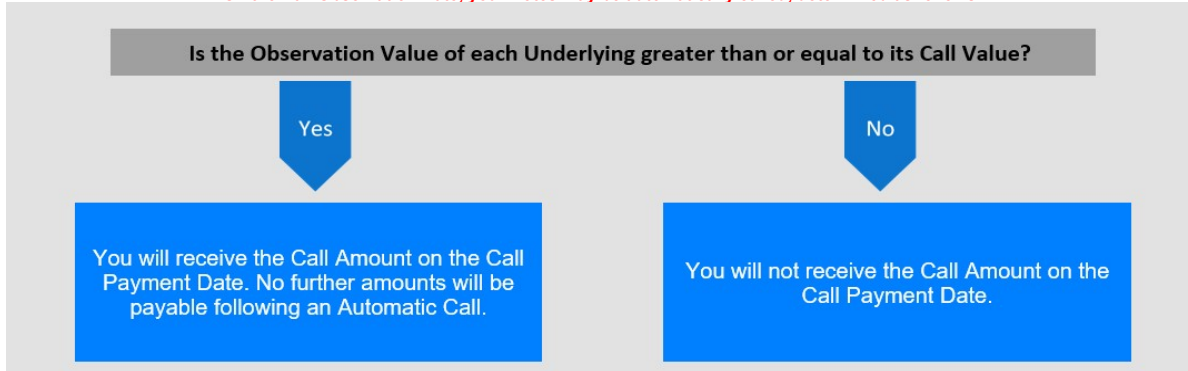 Is the Observation Value of each Underlying greater than or equal to its Call Value?
Yes
No
You will receive the Call Amount on the Call
Payment Date. No further amounts will be
payable following an Automatic Call.
You will not receive the Call Amount on the
Call Payment Date.